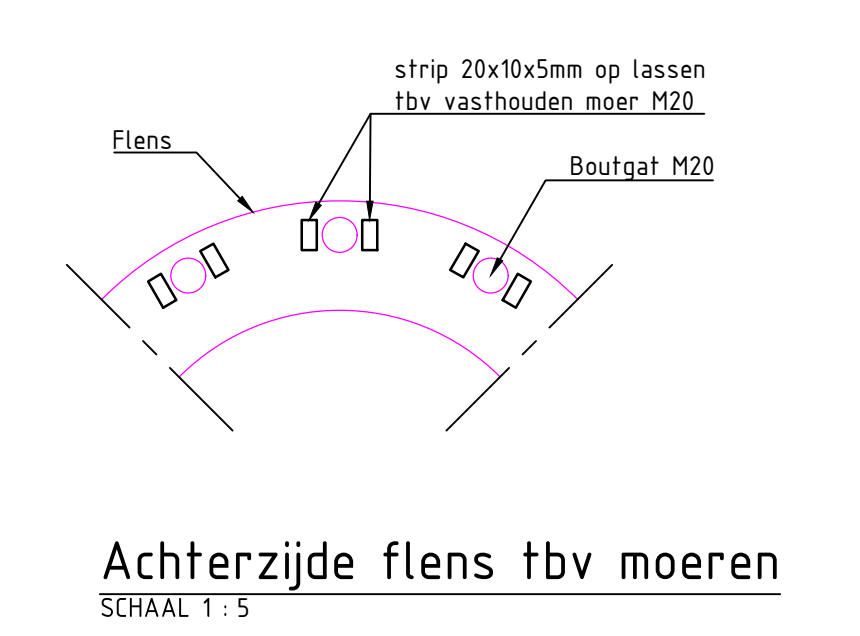 strip 20x10x5mm op lassen
tbv vasthouden moer M20
Flens
Boutgat M20
Achterzijde flens tbv moeren
SCHAAL 1 : 5